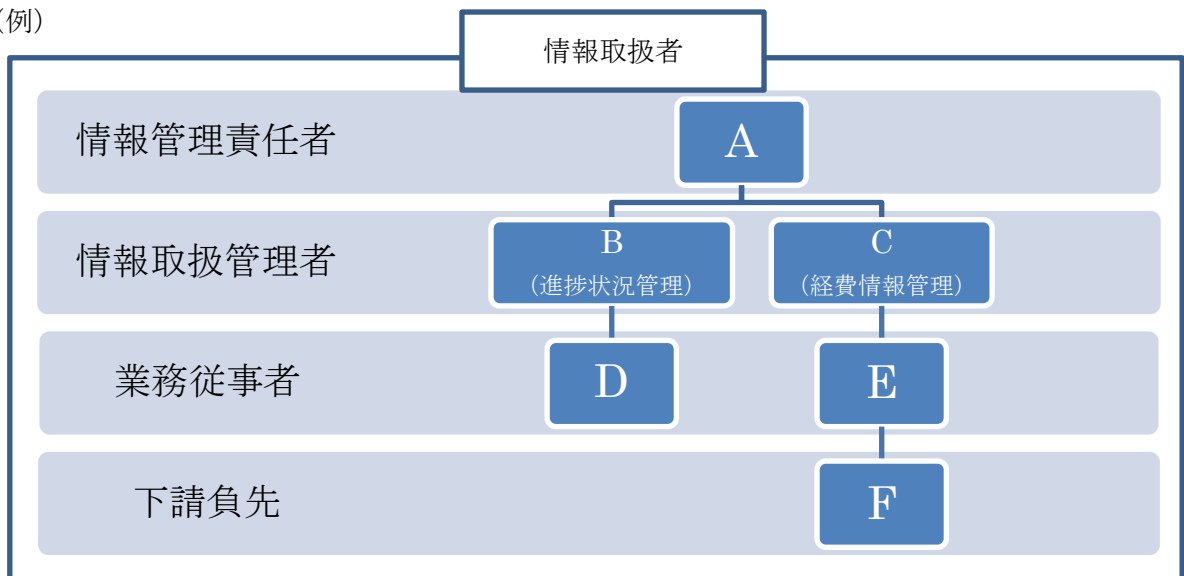 (例)
情報取扱者
情報管理責任者
A
情報取扱管理者
B
(進捗状況管理)
C
(経費情報管理)
業務従事者
D
E
下請負先
F